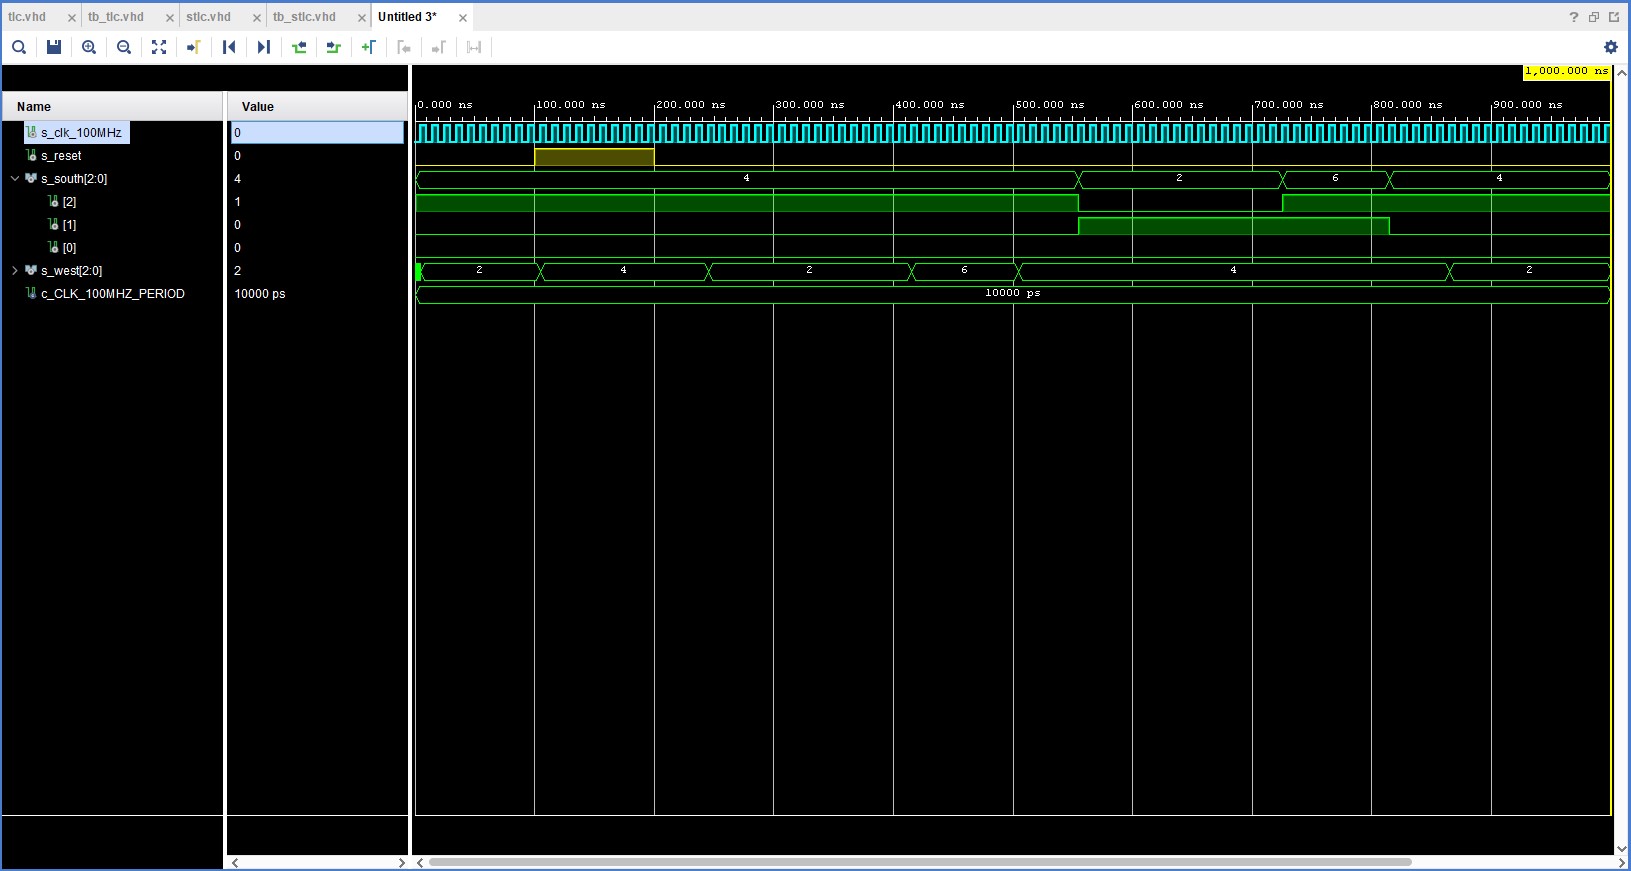 tlc.vhd tb_tlc.vhd stlc.vhd tb_stlc.vhd Untitled 3*
1,000.000 ns
Name Value
0.000 ns 100.000 ns 200.000 ns 300.000 ns 400.000 ns 500.000 ns 600.000 ns 700.000 ns 800.000 ns 900.000 ns
s_clk_100MHz 0
s_reset 0
s_south[2:0] 4 4 2 6 4
[2] 1
[1] 0
[0] 0
s_west[2:0] 2 2 4 2 6 4 2
c_CLK_100MHZ_PERIOD 10000 ps 10000 ps